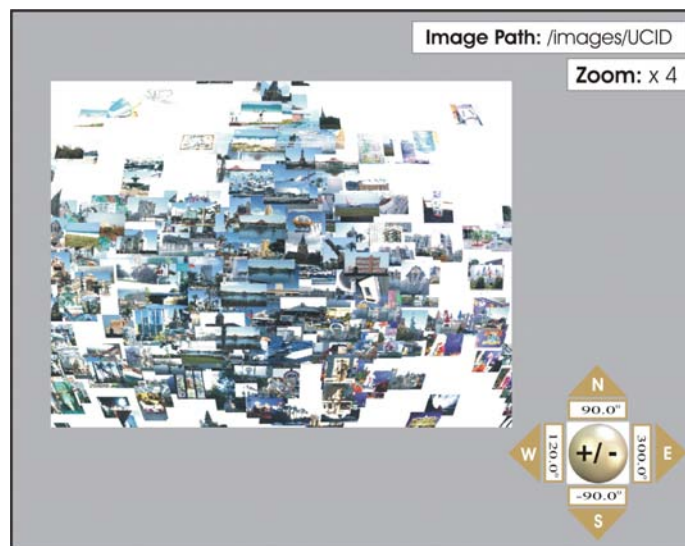 Image Path: /images/UCID
Zoom: x 4
N
90.0"
W
120.0"
+/-
300.0"
E
-90.0"
S